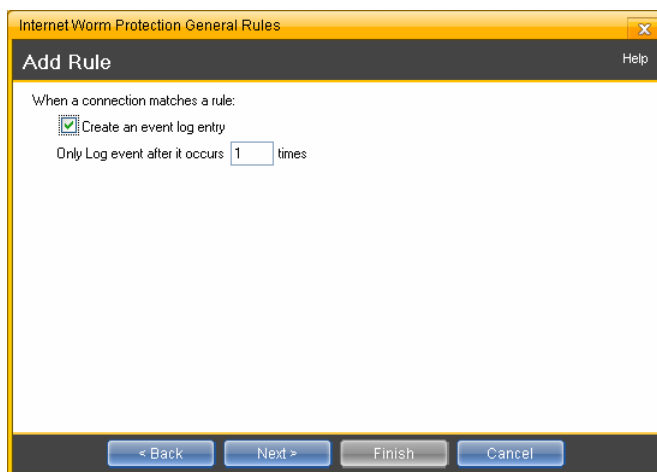 Internet Worm Protection General Rules
Add Rule
Help
When a connection matches a rule:
Create an event log entry
Only Log event after it occurs 1 times
< Back
Next >
Finish
Cancel